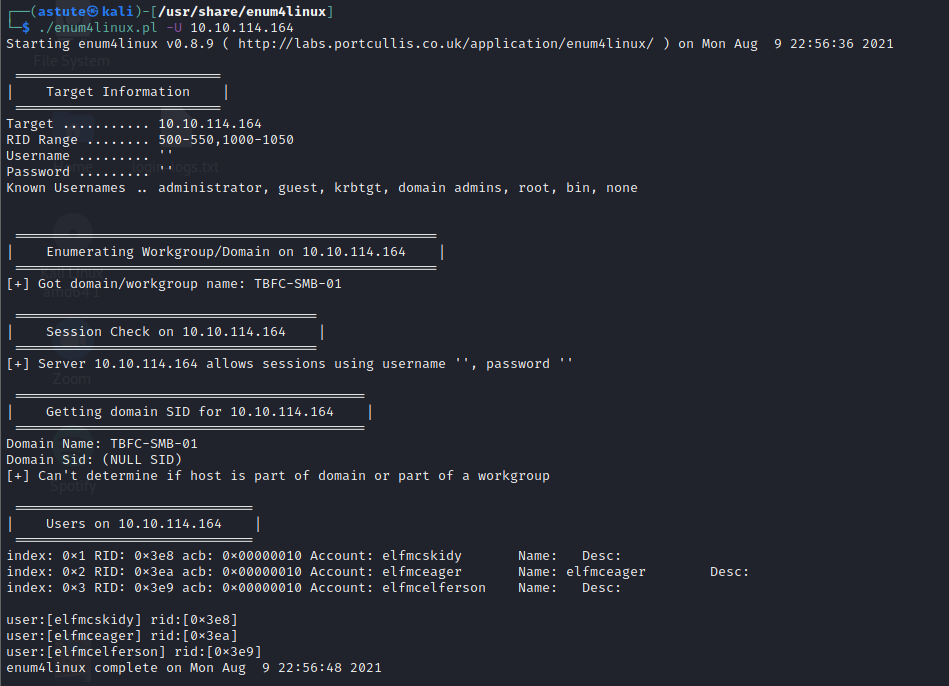 ┌──(astute㉿kali)-[/usr/share/enum4linux]
└─$ ./enum4linux.pl -U 10.10.114.164
Starting enum4linux v0.8.9 ( http://labs.portcullis.co.uk/application/enum4linux/ ) on Mon Aug  9 22:56:36 2021
File System
| Target Information |
Target ........... 10.10.114.164
RID Range ........ 500-550,1000-1050
Username ......... ''
Password ......... ''
Known Usernames .. administrator, guest, krbtgt, domain admins, root, bin, none
| Enumerating Workgroup/Domain on 10.10.114.164 |
[+] Got domain/workgroup name: TBFC-SMB-01
| Session Check on 10.10.114.164 |
[+] Server 10.10.114.164 allows sessions using username '', password ''
Zoom
| Getting domain SID for 10.10.114.164 |
Domain Name: TBFC-SMB-01
Domain Sid: (NULL SID)
[+] Can't determine if host is part of domain or part of a workgroup
Spotify
| Users on 10.10.114.164 |
index: 0×1 RID: 0×3e8 acb: 0×00000010 Account: elfmcskidy Name: Desc:
index: 0×2 RID: 0×3ea acb: 0×00000010 Account: elfmceager Name: elfmceager Desc:
index: 0×3 RID: 0×3e9 acb: 0×00000010 Account: elfmcelferson Name: Desc:
user:[elfmcskidy] rid:[0×3e8]
user:[elfmceager] rid:[0×3ea]
user:[elfmcelferson] rid:[0×3e9]
enum4linux complete on Mon Aug  9 22:56:48 2021